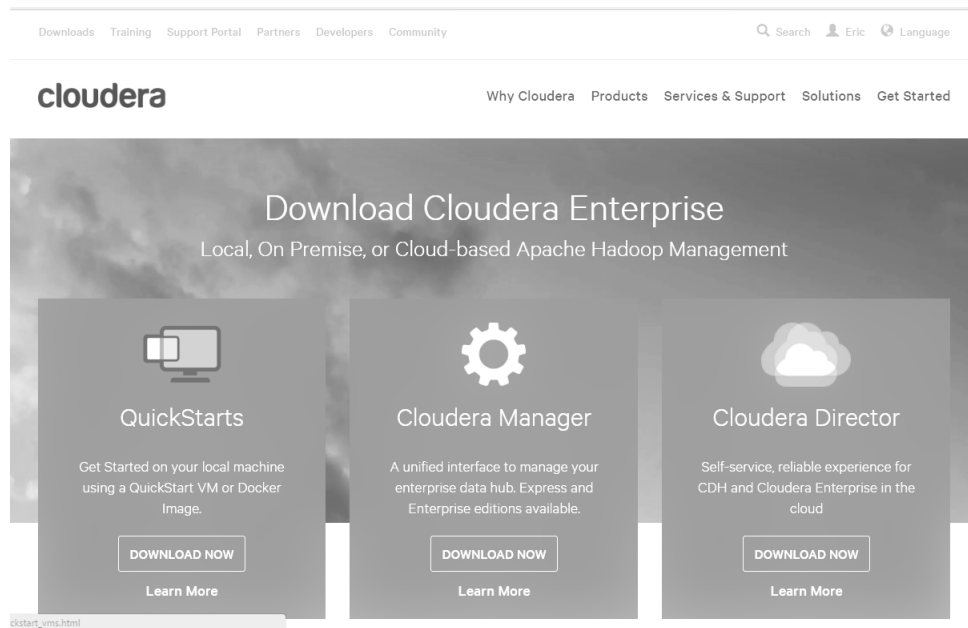 Downloads Training Support Portal Partners Developers Community Search Eric Language
cloudera Why Cloudera Products Services & Support Solutions Get Started
Download Cloudera Enterprise
Local, On Premise, or Cloud-based Apache Hadoop Management
QuickStarts
Get Started on your local machine
using a QuickStart VM or Docker
Image.
DOWNLOAD NOW
Learn More
Cloudera Manager
A unified interface to manage your
enterprise data hub. Express and
Enterprise editions available.
DOWNLOAD NOW
Learn More
Cloudera Director
Self-service, reliable experience for
CDH and Cloudera Enterprise in the
cloud
DOWNLOAD NOW
Learn More
ckstart_vms.html